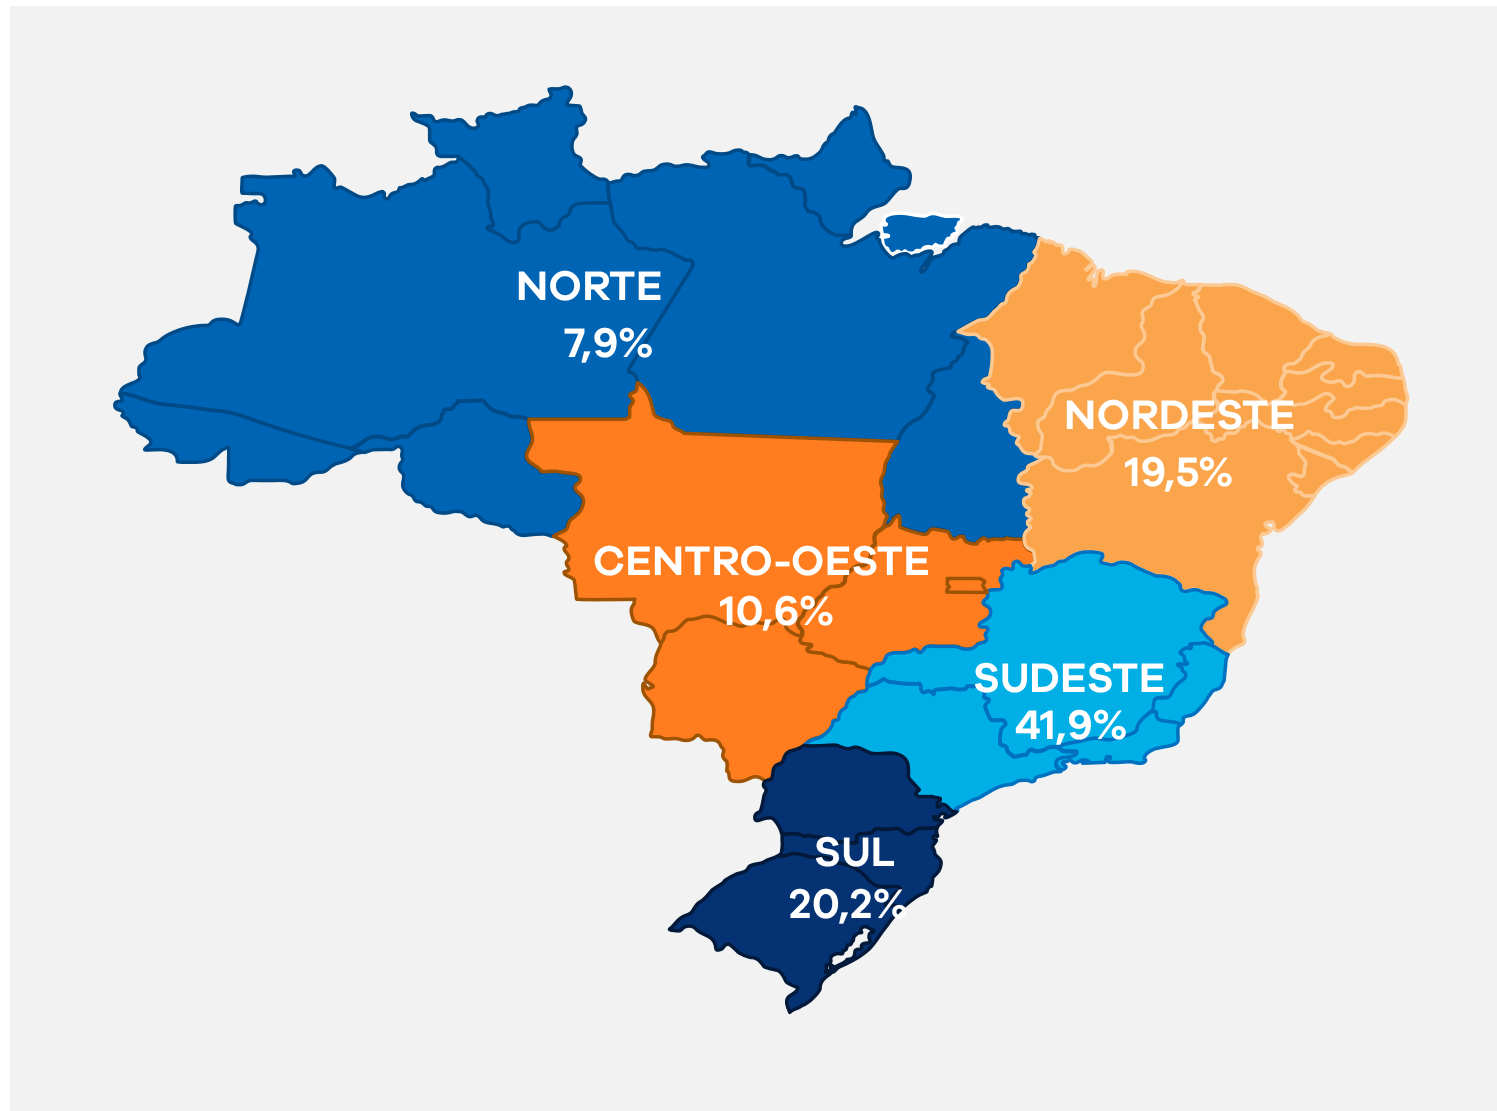 NORTE
7,9%
NORDESTE
19,5%
CENTRO-OESTE
10,6%
SUDESTE
41,9%
SUL
20,2%